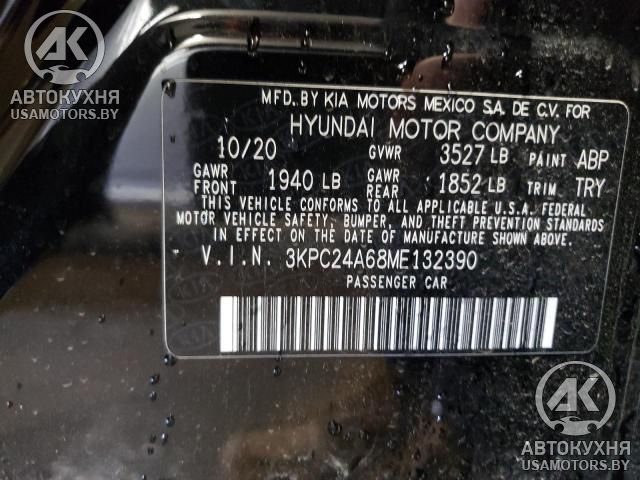 АК
АВТОКУХНЯ
USAMOTORS.BY
MFD. BY KIA MOTORS MEXICO S.A. DE C.V. FOR
HYUNDAI MOTOR COMPANY
10/20 GVWR 3527 LB PAINT ABP
GAWR FRONT 1940 LB GAWR REAR 1852 LB TRIM TRY
THIS VEHICLE CONFORMS TO ALL APPLICABLE U.S.A. FEDERAL
MOTOR VEHICLE SAFETY, BUMPER, AND THEFT PREVENTION STANDARDS
IN EFFECT ON THE DATE OF MANUFACTURE SHOWN ABOVE.
V.I.N. 3KPC24A68ME132390
PASSENGER CAR
АК
АВТОКУХНЯ
USAMOTORS.BY